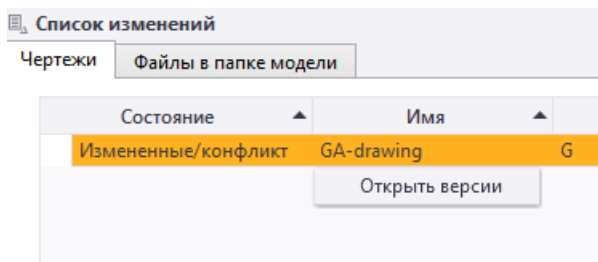 Список изменений
Чертежи Файлы в папке модели
Состояние Имя
Измененные/конфликт GA-drawing G
Открыть версии